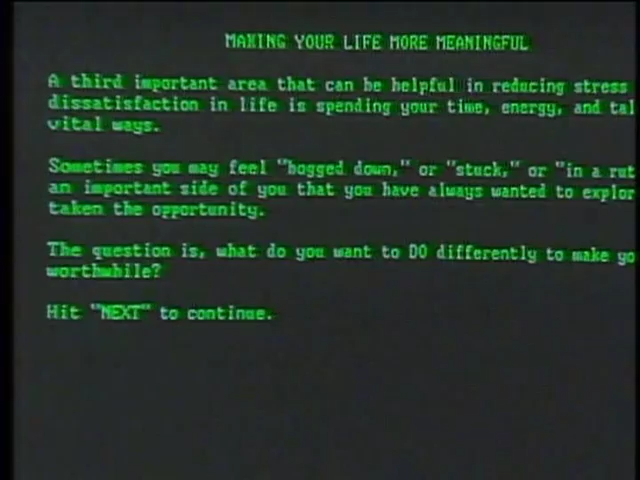 MAKING YOUR LIFE MORE MEANINGFUL
A third important area that can be helpful in reducing stress
dissatisfaction in life is spending your time, energy, and tal
vital ways.
Sometimes you may feel "bogged down," or "stuck," or "in a rut
an important side of you that you have always wanted to explor
taken the opportunity.
The question is, what do you want to DO differently to make yo
worthwhile?
Hit "NEXT" to continue.